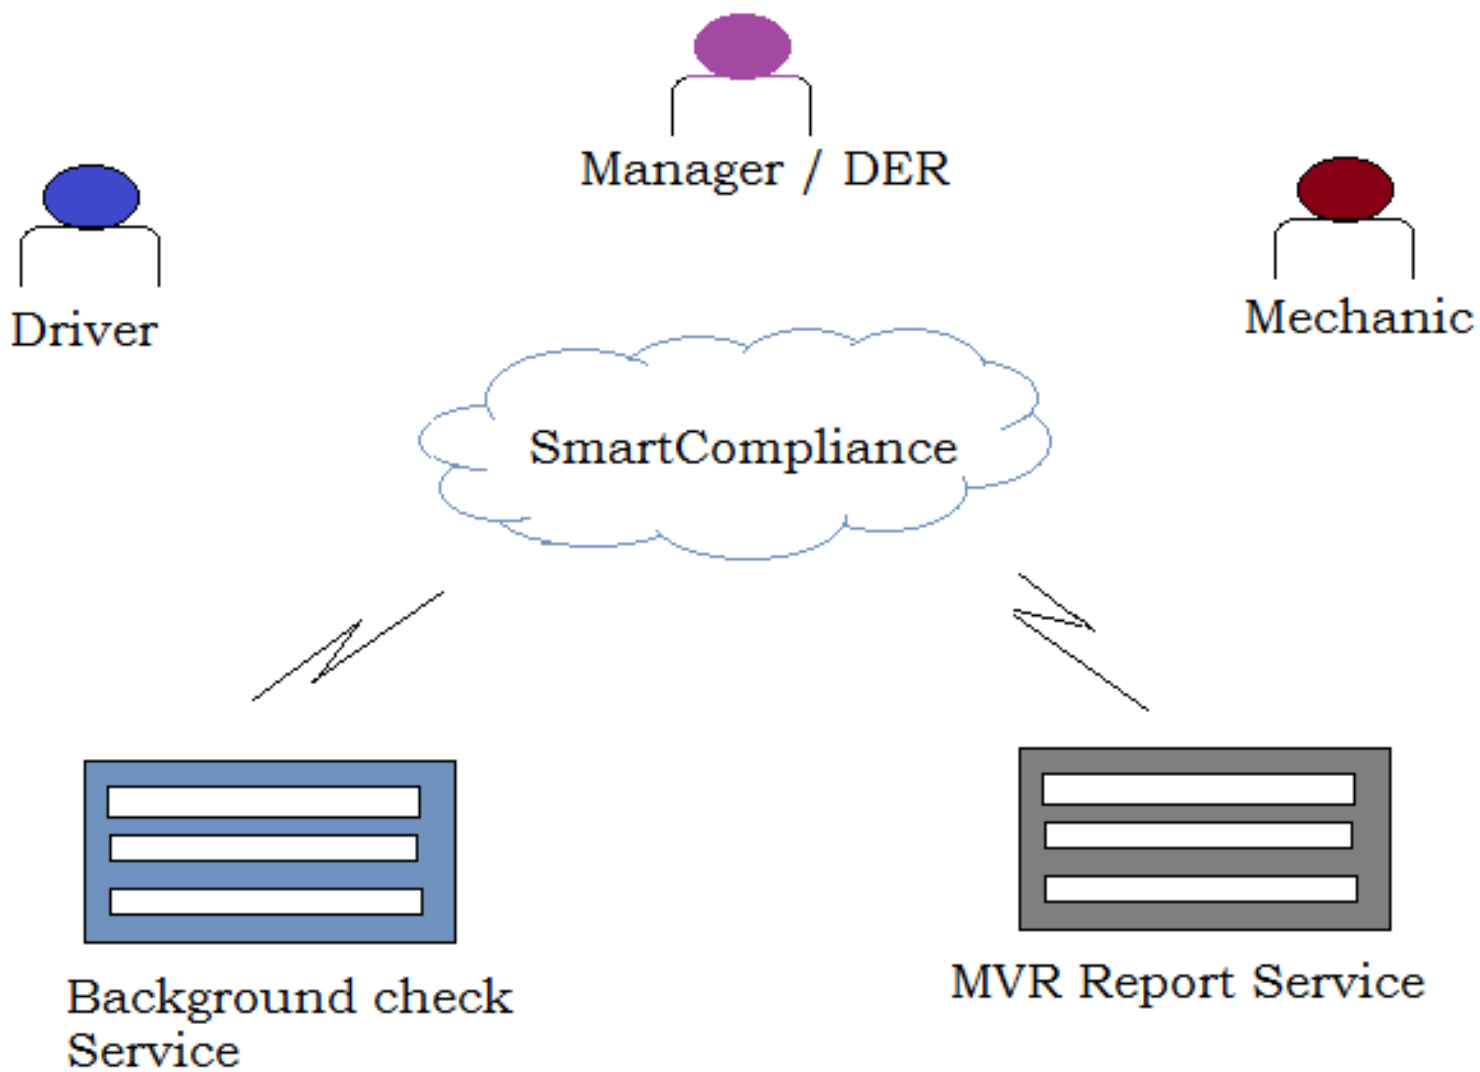 Manager / DER
Driver
Mechanic
SmartCompliance
Background check
Service
MVR Report Service